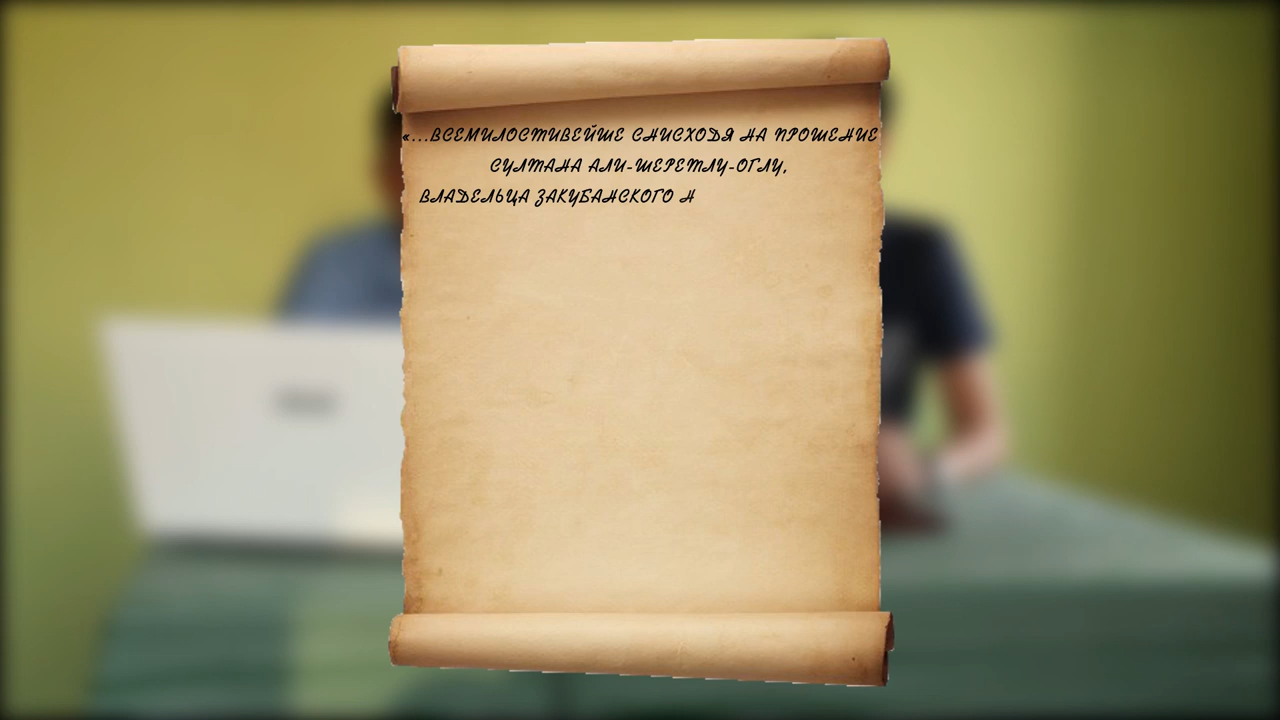 «...ВСЕМИЛОСТИВЕЙШЕ СНИСХОДЯ НА ПРОШЕНИЕ
СУЛТАНА АЛИ-ШЕРЕТЛУ-ОГЛУ,
ВЛАДЕЛЬЦА ЗАКУБАНСКОГО Н